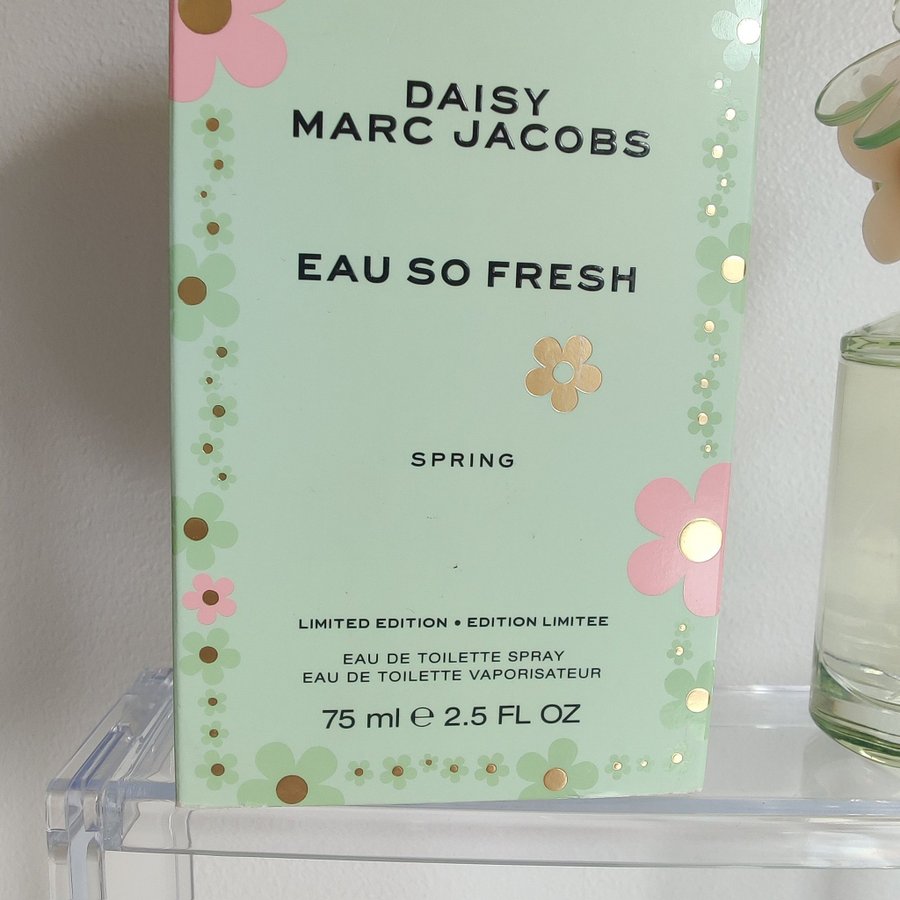 DAISY
MARC JACOBS
EAU SO FRESH
SPRING
LIMITED EDITION • EDITION LIMITEE
EAU DE TOILETTE SPRAY
EAU DE TOILETTE VAPORISATEUR
75 ml ℮ 2.5 FL OZ